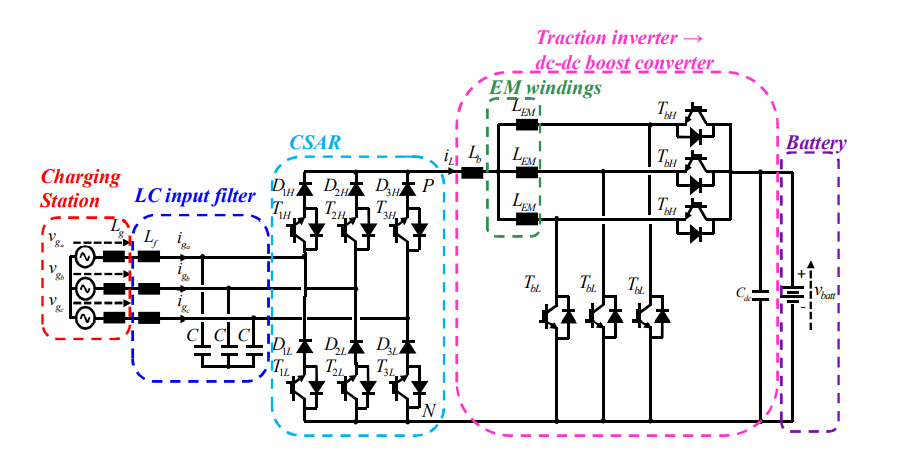 Traction inverter →
dc-dc boost converter
EM windings
L_EM
T_bH
CSAR
i_L
L_b
L_EM
T_bH
Battery
Charging
Station
LC input filter
D_1H
D_2H
D_3H
P
T_1H
T_2H
T_3H
L_EM
T_bH
v_ga
L_g
L_f
i_ga
v_gb
i_gb
v_gc
i_gc
T_bL
T_bL
T_bL
C_dc
+
-
v_batt
C
C
C
D_1L
D_2L
D_3L
T_1L
T_2L
T_3L
N